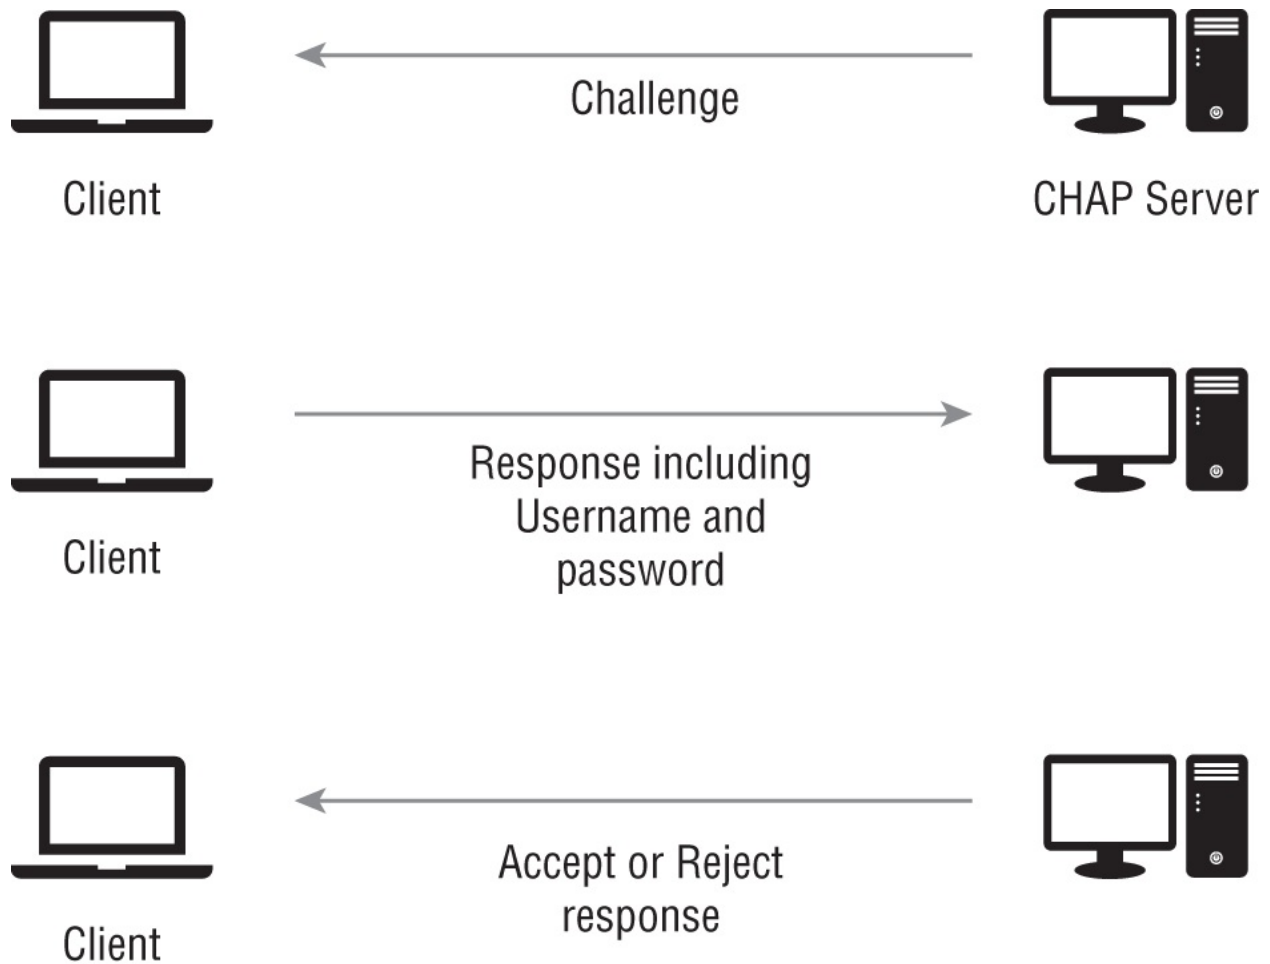 Challenge
Client
CHAP Server
Response including
Username and
password
Client
Accept or Reject
response
Client